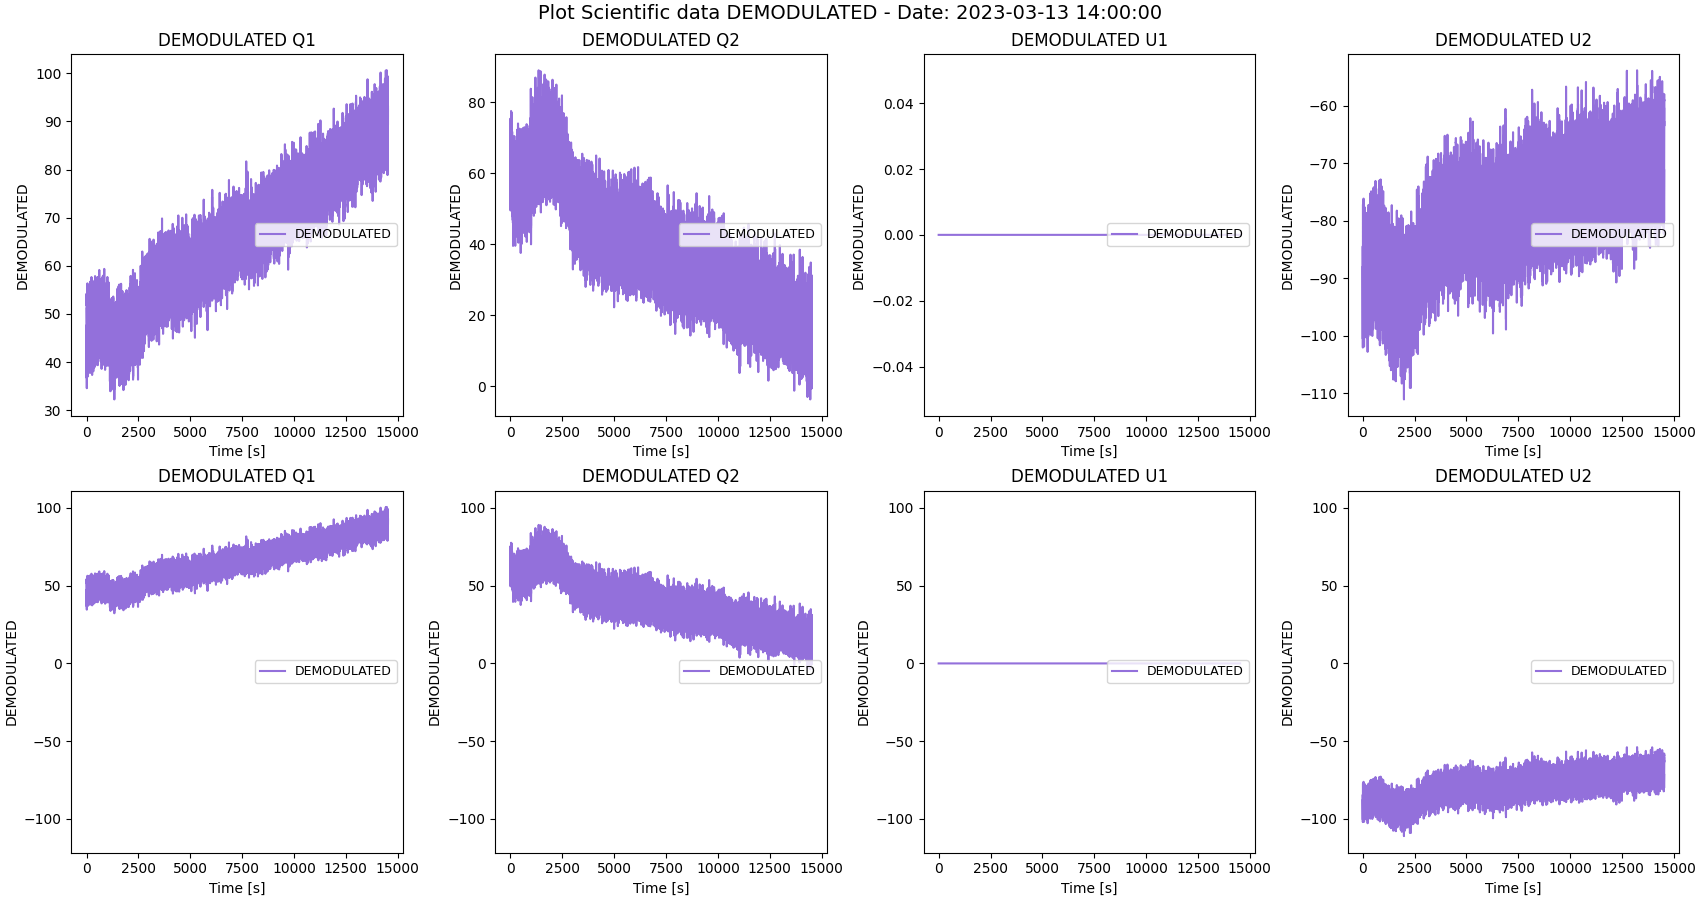 Plot Scientific data DEMODULATED - Date: 2023-03-13 14:00:00
DEMODULATED Q1
DEMODULATED
100
90
80
70
60
50
40
30
DEMODULATED
0 2500 5000 7500 10000 12500 15000
Time [s]
DEMODULATED Q2
DEMODULATED
80
60
40
20
0
DEMODULATED
0 2500 5000 7500 10000 12500 15000
Time [s]
DEMODULATED U1
DEMODULATED
0.04
0.02
0.00
−0.02
−0.04
DEMODULATED
0 2500 5000 7500 10000 12500 15000
Time [s]
DEMODULATED U2
DEMODULATED
−60
−70
−80
−90
−100
−110
DEMODULATED
0 2500 5000 7500 10000 12500 15000
Time [s]
DEMODULATED Q1
DEMODULATED
100
50
0
−50
−100
DEMODULATED
0 2500 5000 7500 10000 12500 15000
Time [s]
DEMODULATED Q2
DEMODULATED
100
50
0
−50
−100
DEMODULATED
0 2500 5000 7500 10000 12500 15000
Time [s]
DEMODULATED U1
DEMODULATED
100
50
0
−50
−100
DEMODULATED
0 2500 5000 7500 10000 12500 15000
Time [s]
DEMODULATED U2
DEMODULATED
100
50
0
−50
−100
DEMODULATED
0 2500 5000 7500 10000 12500 15000
Time [s]